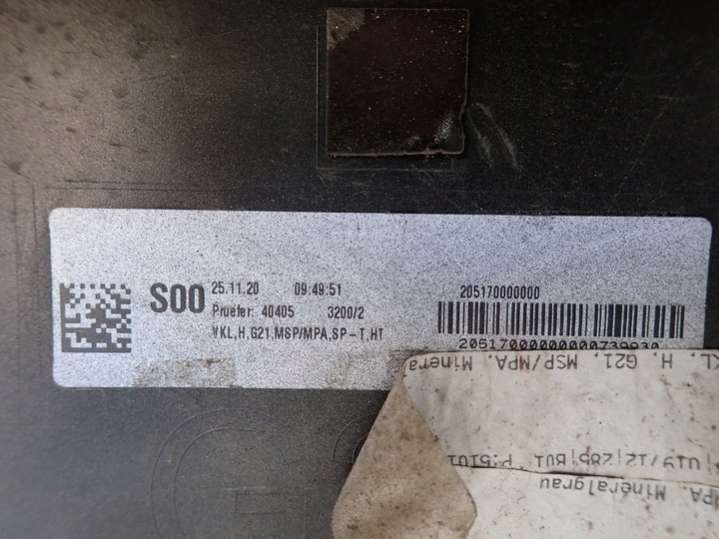 S00
25.11.20 09:49:51
Pruefer: 40405 3200/2
VKL,H,G21,MSP/MPA,SP-T,HT
205170000000
205170000000000739930
KL, H, G21, MSP/MPA, Minera
MPA, Mineralgrau